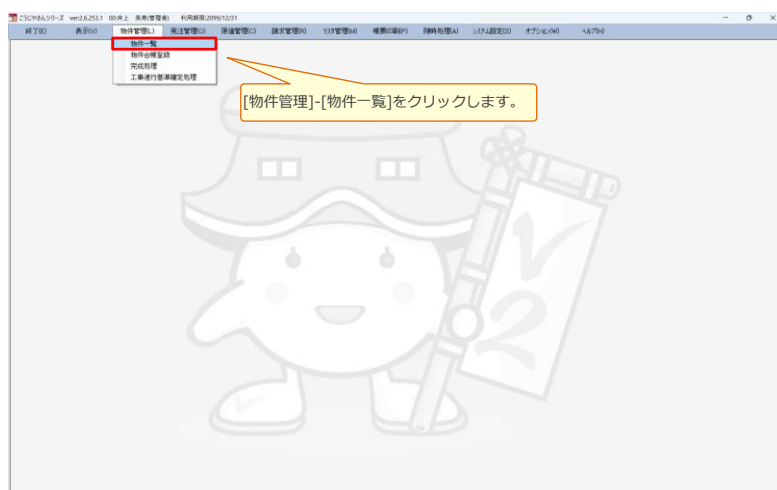 こうじやさんシリーズ ver.2.6.253.1 00:井上 英寿(管理者) 利用期限:2099/12/31
終了(E) 表示(V) 物件管理(L) 発注管理(O) 原価管理(C) 請求管理(R) マスタ管理(M) 帳票印刷(P) 随時処理(A) システム設定(S) オプション(W) ヘルプ(H)
物件一覧
物件台帳登録
完成処理
工事進行基準確定処理
[物件管理]-[物件一覧]をクリックします。
V2